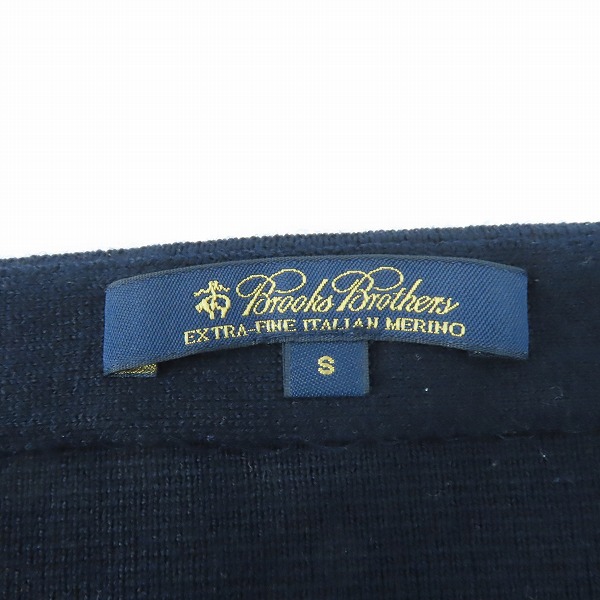 Brooks Brothers
EXTRA-FINE ITALIAN MERINO
S